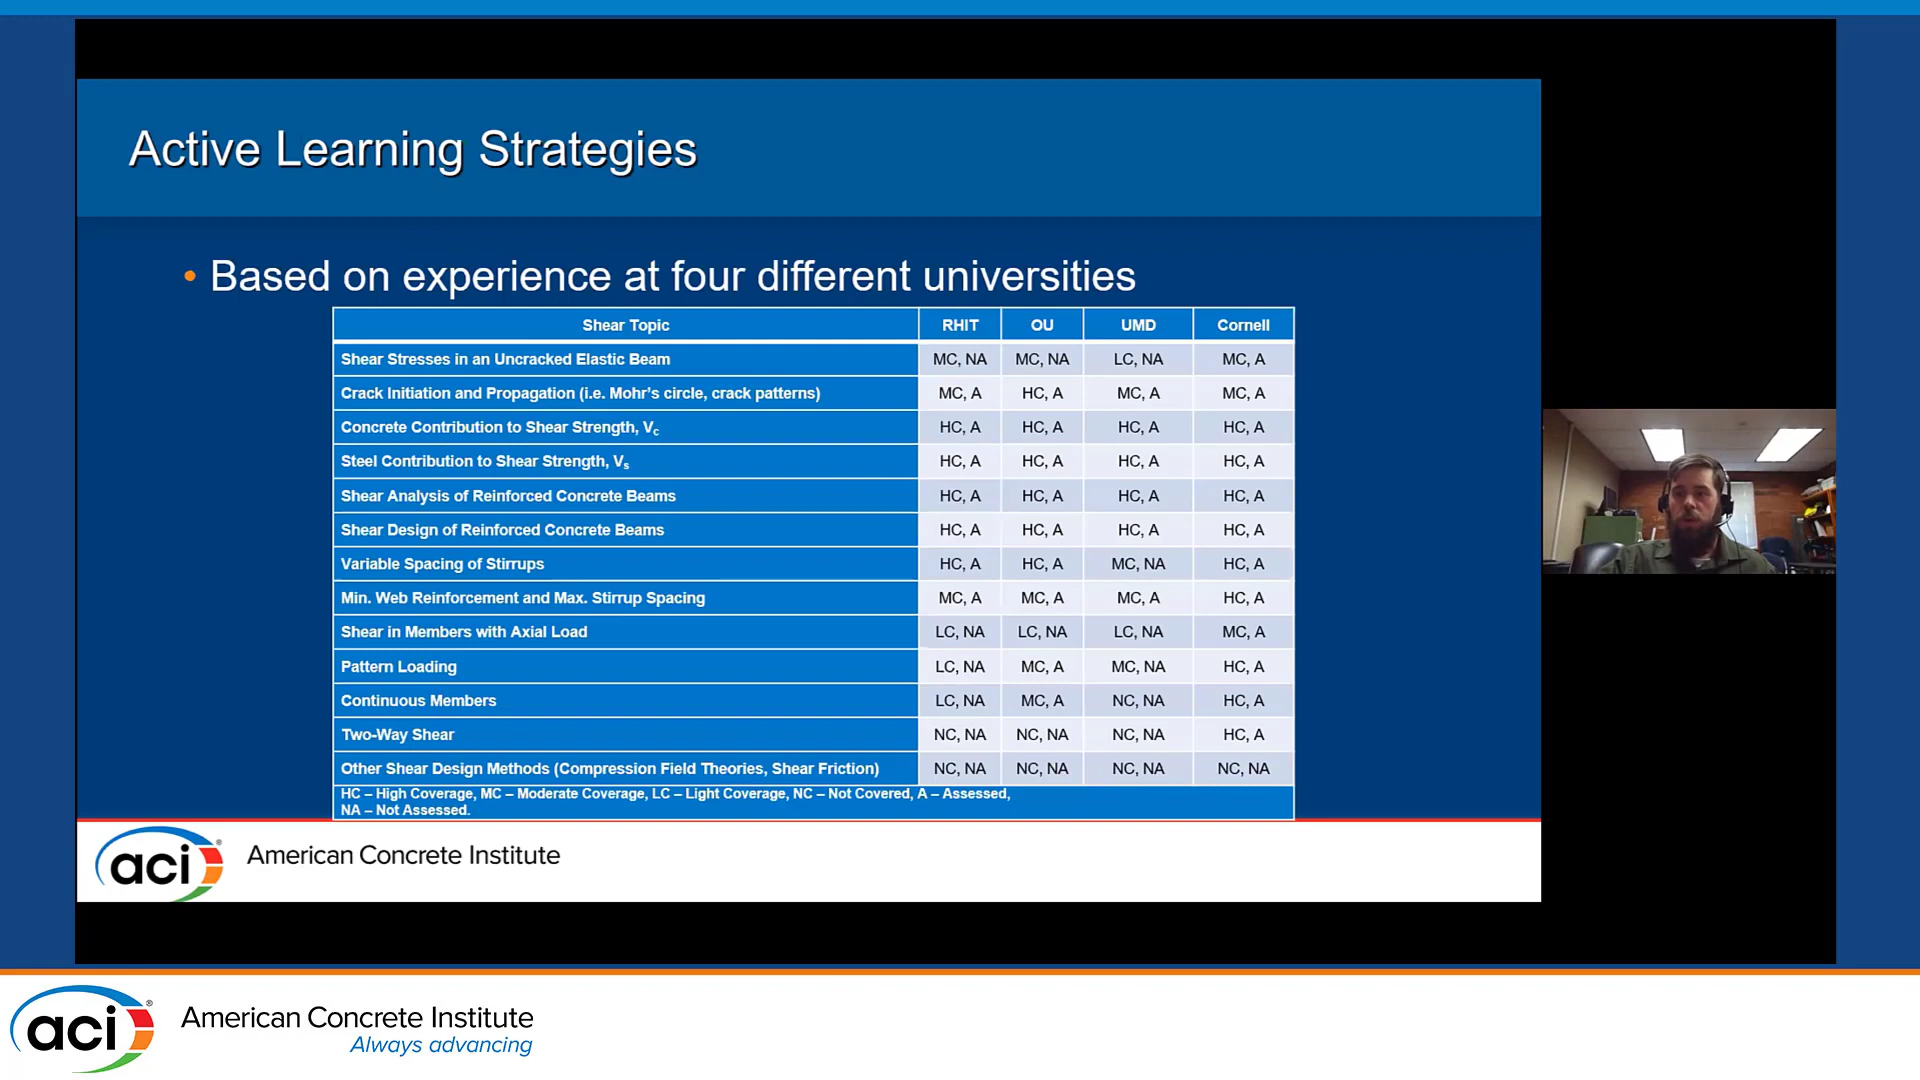 Active Learning Strategies
• Based on experience at four different universities
Shear Topic RHIT OU UMD Cornell
Shear Stresses in an Uncracked Elastic Beam MC, NA MC, NA LC, NA MC, A
Crack Initiation and Propagation (i.e. Mohr's circle, crack patterns) MC, A HC, A MC, A MC, A
Concrete Contribution to Shear Strength, Vc HC, A HC, A HC, A HC, A
Steel Contribution to Shear Strength, Vs HC, A HC, A HC, A HC, A
Shear Analysis of Reinforced Concrete Beams HC, A HC, A HC, A HC, A
Shear Design of Reinforced Concrete Beams HC, A HC, A HC, A HC, A
Variable Spacing of Stirrups HC, A HC, A MC, NA HC, A
Min. Web Reinforcement and Max. Stirrup Spacing MC, A MC, A MC, A HC, A
Shear in Members with Axial Load LC, NA LC, NA LC, NA MC, A
Pattern Loading LC, NA MC, A MC, NA HC, A
Continuous Members LC, NA MC, A NC, NA HC, A
Two-Way Shear NC, NA NC, NA NC, NA HC, A
Other Shear Design Methods (Compression Field Theories, Shear Friction) NC, NA NC, NA NC, NA NC, NA
HC – High Coverage, MC – Moderate Coverage, LC – Light Coverage, NC – Not Covered, A – Assessed,
NA – Not Assessed.
aci® American Concrete Institute
aci® American Concrete Institute
Always advancing